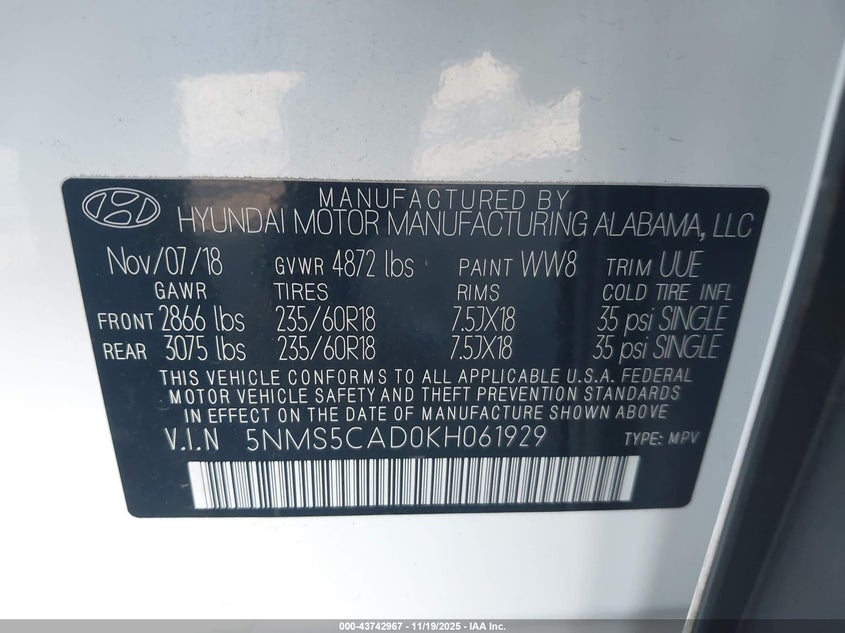 MANUFACTURED BY
HYUNDAI MOTOR MANUFACTURING ALABAMA, LLC
Nov/07/18 GVWR 4872 lbs PAINT WW8 TRIM UUE
GAWR TIRES RIMS COLD TIRE INFL
FRONT 2866 lbs 235/60R18 7.5JX18 35 psi SINGLE
REAR 3075 lbs 235/60R18 7.5JX18 35 psi SINGLE
THIS VEHICLE CONFORMS TO ALL APPLICABLE U.S.A. FEDERAL
MOTOR VEHICLE SAFETY AND THEFT PREVENTION STANDARDS
IN EFFECT ON THE DATE OF MANUFACTURE.
V.I.N 5NMS5CAD0KH061929 TYPE: MPV
000-43742967 - 11/19/2025 - IAA Inc.